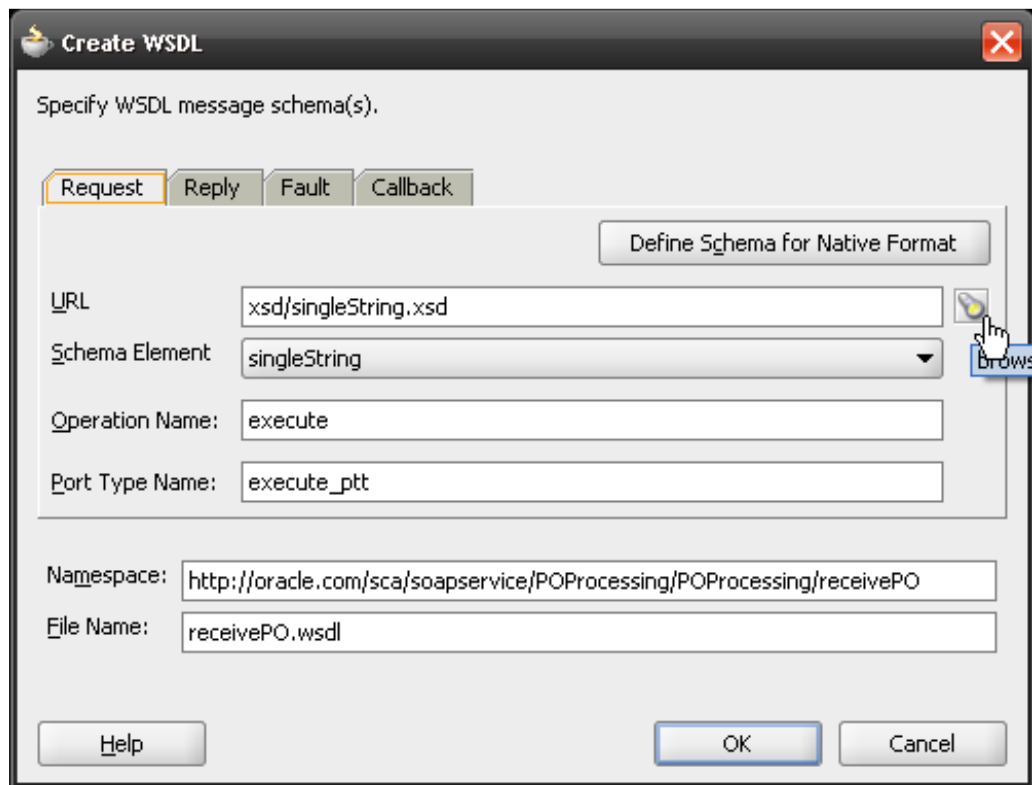 Create WSDL
Specify WSDL message schema(s).
Request Reply Fault Callback
Define Schema for Native Format
URL xsd/singleString.xsd
Schema Element singleString
Brows
Operation Name: execute
Port Type Name: execute_ptt
Namespace: http://oracle.com/sca/soapservice/POProcessing/POProcessing/receivePO
File Name: receivePO.wsdl
Help OK Cancel